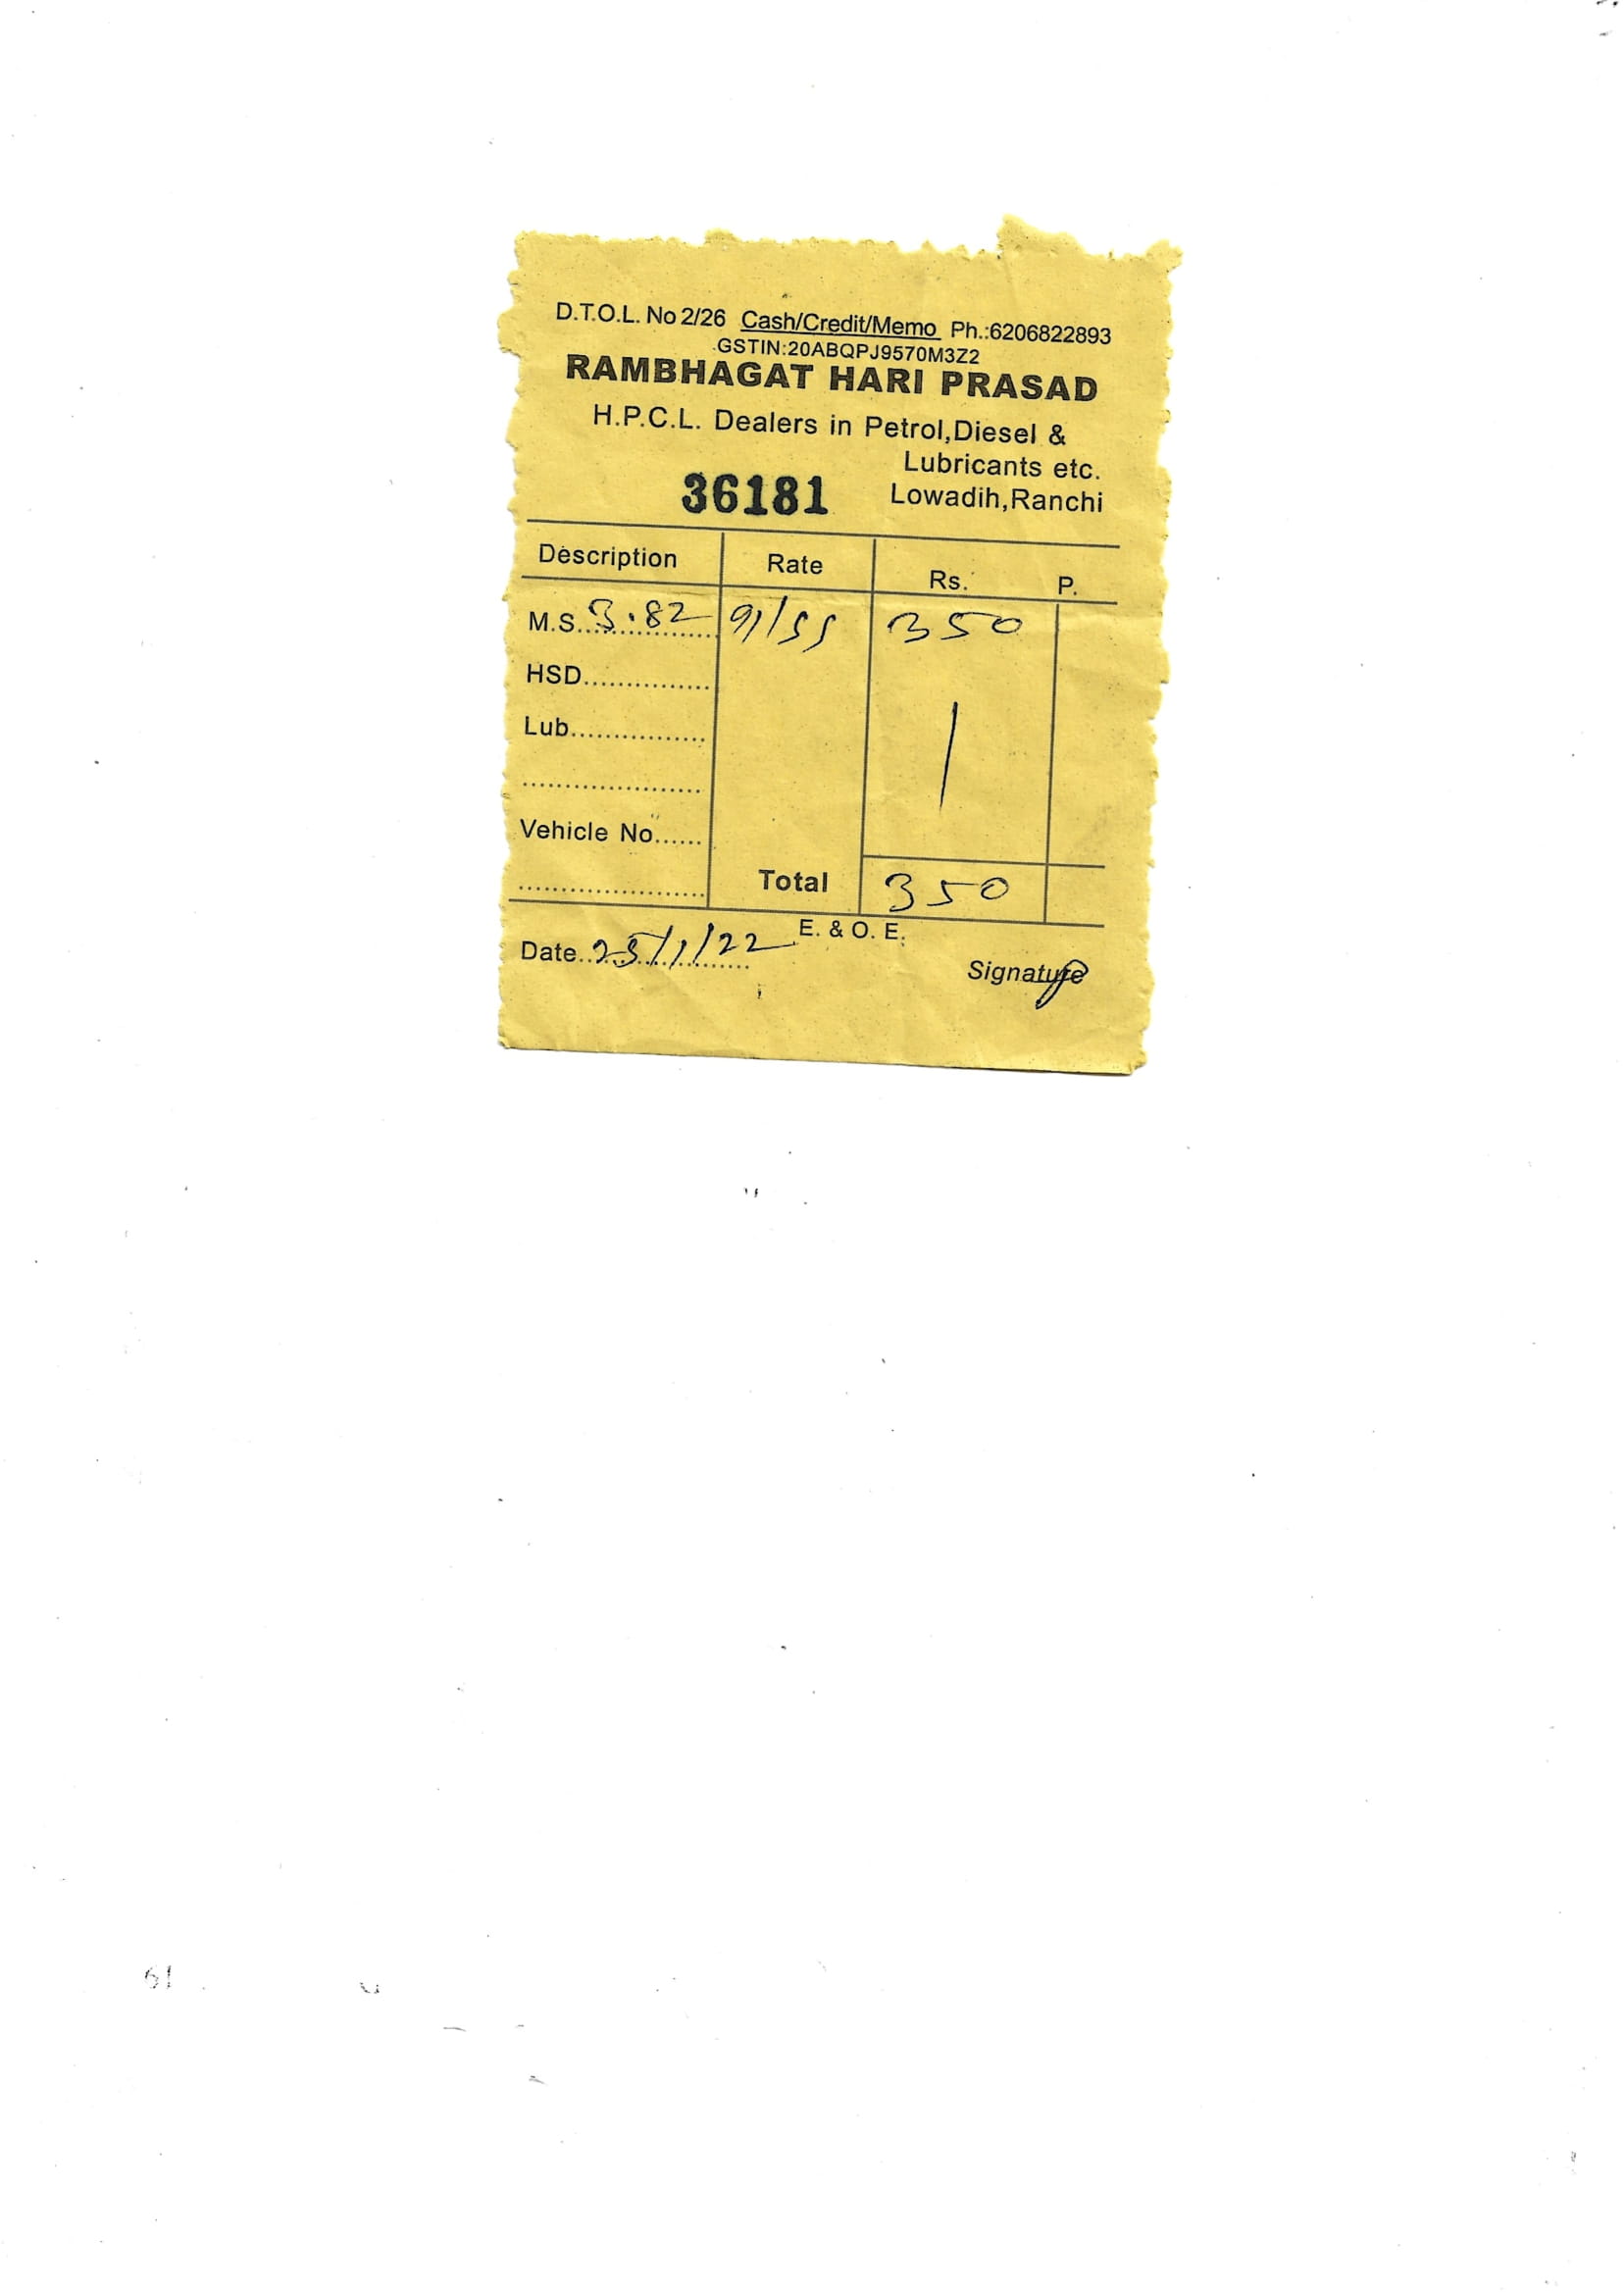 D.T.O.L. No 2/26 Cash/Credit/Memo Ph.:6206822893
GSTIN:20ABQPJ9570M3Z2
RAMBHAGAT HARI PRASAD
H.P.C.L. Dealers in Petrol,Diesel &
Lubricants etc.
36181 Lowadih,Ranchi
Description Rate Rs. P.
M.S. 3.82 91/55 350
HSD...............
Lub................
Vehicle No......
Total 350
E. & O. E.
Date..25/1/22
Signature